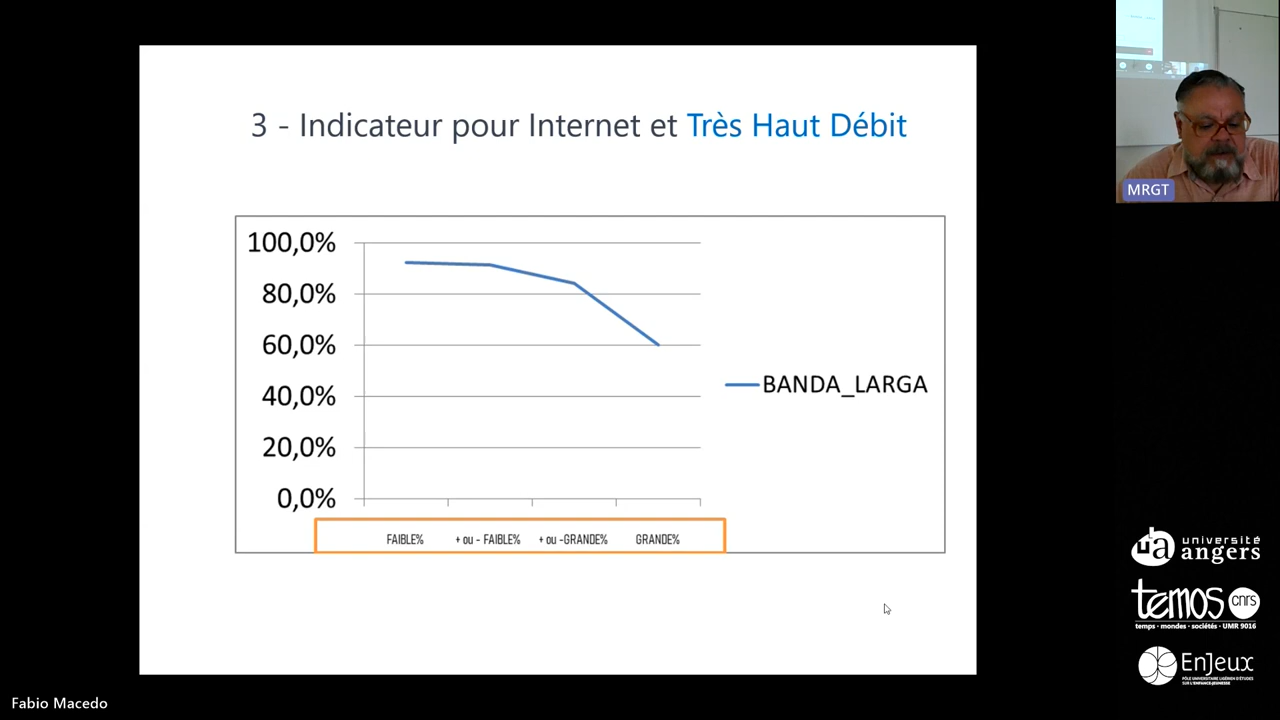 3 - Indicateur pour Internet et Très Haut Débit
100,0%
80,0%
60,0%
40,0%
20,0%
0,0%
BANDA_LARGA
FAIBLE% + ou - FAIBLE% + ou -GRANDE% GRANDE%
MRGT
ua université angers
temos cnrs
temps • mondes • sociétés • UMR 9016
EnJeux
PÔLE UNIVERSITAIRE LIGÉRIEN D'ÉTUDES
SUR L'ENFANCE-JEUNESSE
Fabio Macedo